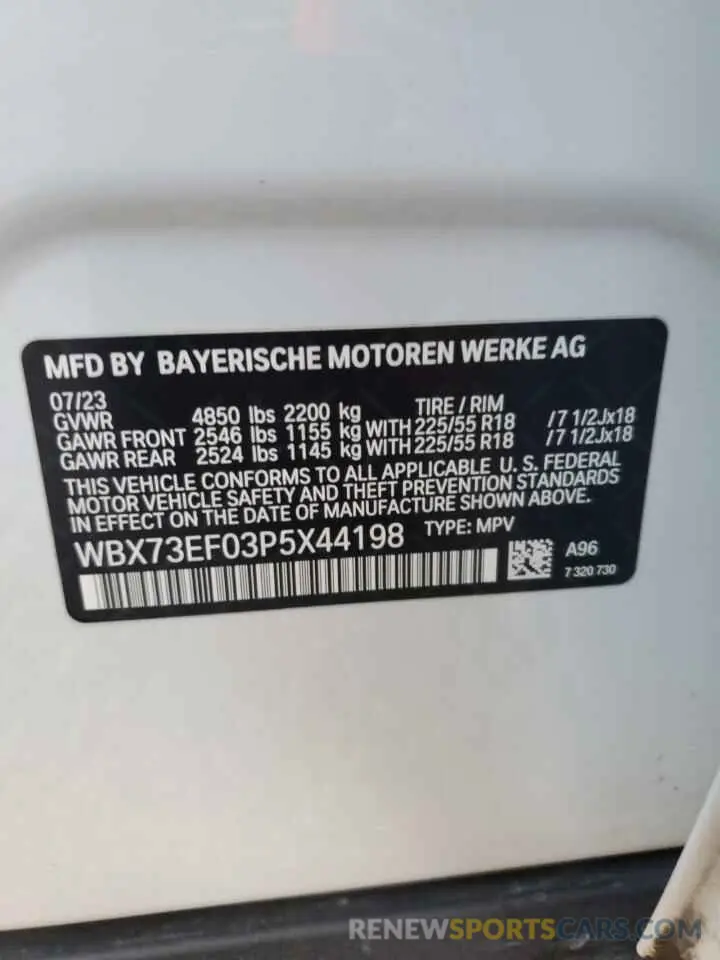 MFD BY BAYERISCHE MOTOREN WERKE AG
07/23 TIRE / RIM
GVWR 4850 lbs 2200 kg
GAWR FRONT 2546 lbs 1155 kg WITH 225/55 R18 /7 1/2Jx18
GAWR REAR 2524 lbs 1145 kg WITH 225/55 R18 /7 1/2Jx18
THIS VEHICLE CONFORMS TO ALL APPLICABLE U. S. FEDERAL
MOTOR VEHICLE SAFETY AND THEFT PREVENTION STANDARDS
IN EFFECT ON THE DATE OF MANUFACTURE SHOWN ABOVE.
WBX73EF03P5X44198 TYPE: MPV
A96
7 320 730
RENEWSPORTSCARS.COM